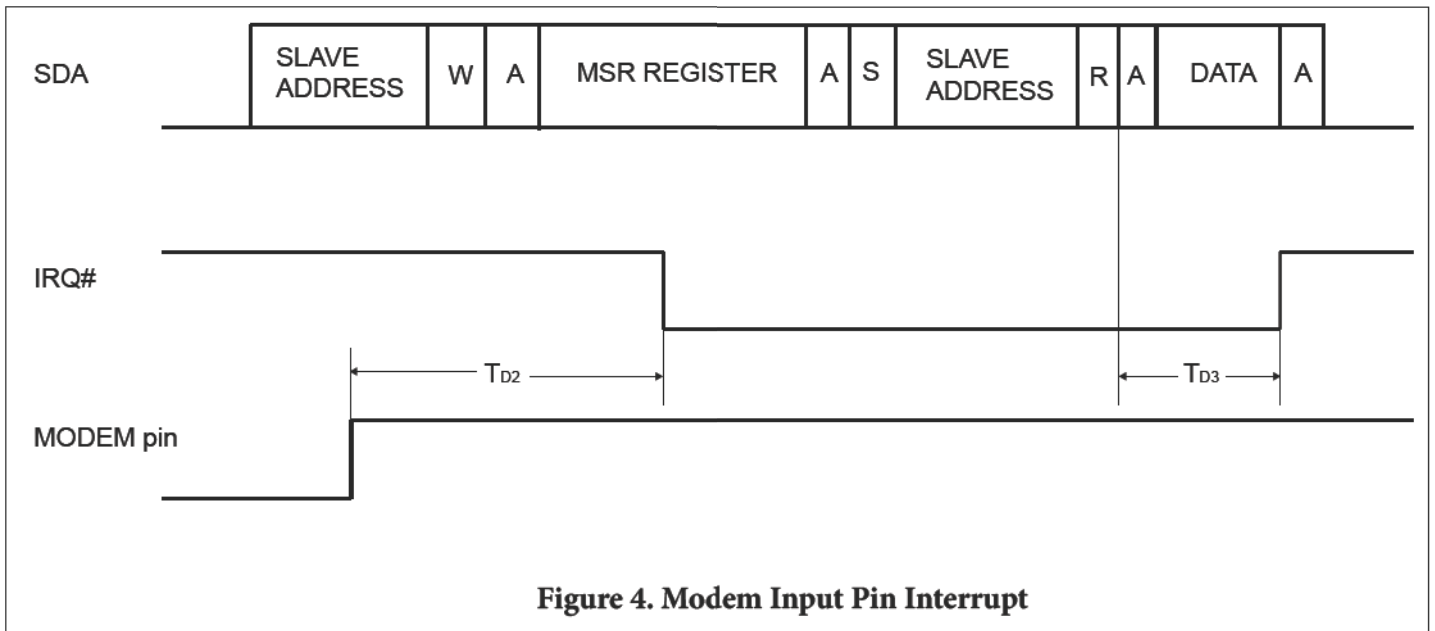 SDA
SLAVE
ADDRESS
W
A
MSR REGISTER
A
S
SLAVE
ADDRESS
R
A
DATA
A
IRQ#
TD2
TD3
MODEM pin
Figure 4. Modem Input Pin Interrupt